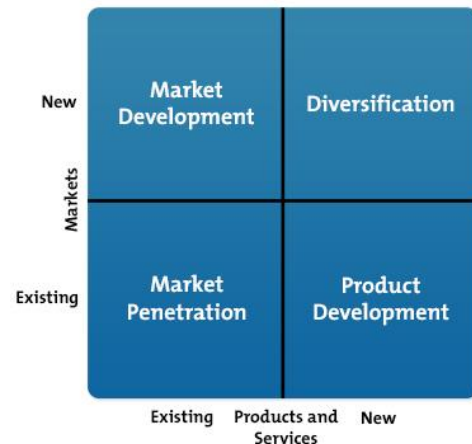 New
Market
Development
Diversification
Markets
Existing
Market
Penetration
Product
Development
Existing
Products and
Services
New